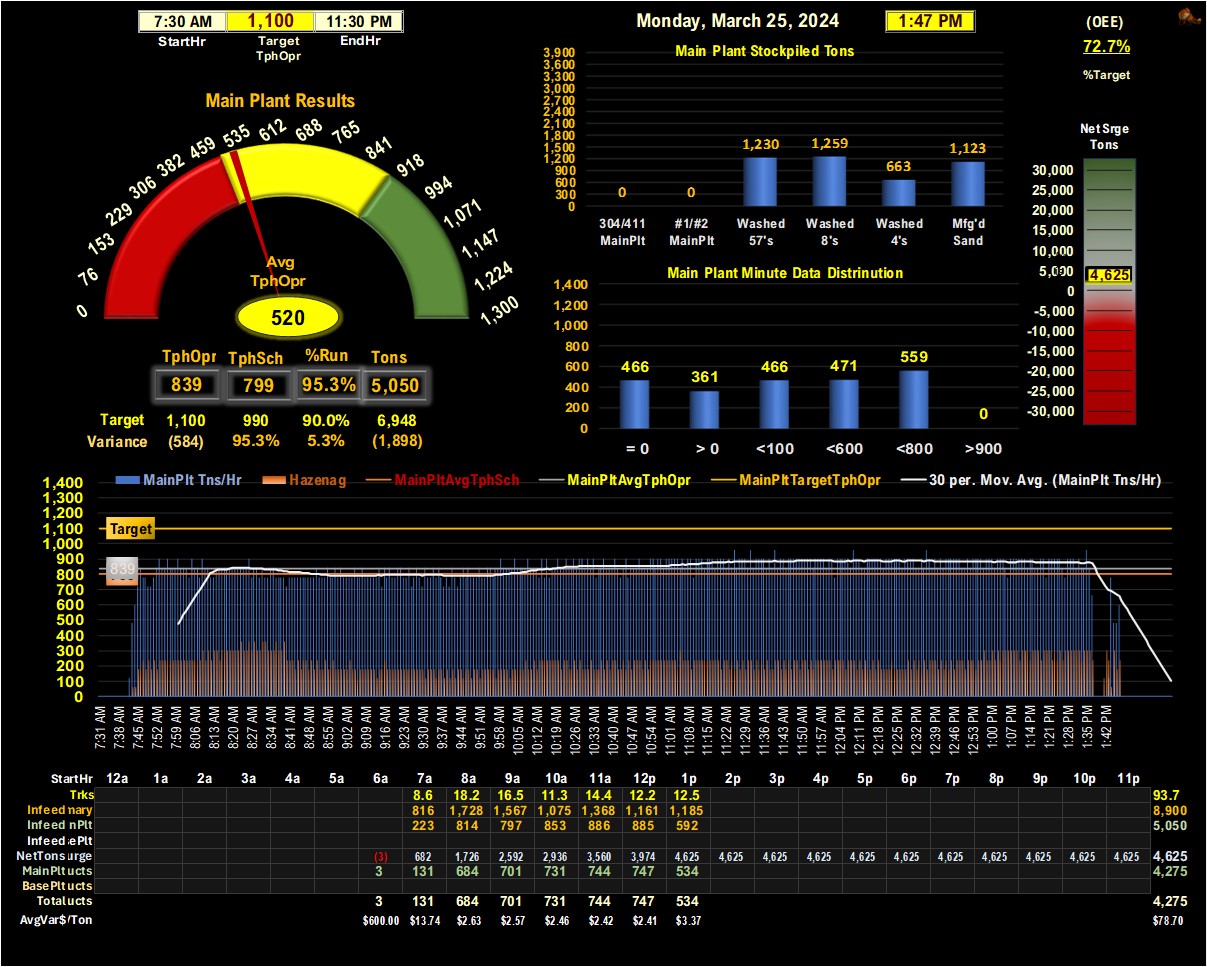 7:30 AM 1,100 11:30 PM
StartHr Target TphOpr EndHr
Monday, March 25, 2024 1:47 PM
(OEE)
72.7%
%Target
Main Plant Results
0 76 153 229 306 382 459 535 612 688 765 841 918 994 1,071 1,147 1,224 1,300
Avg
TphOpr
520
TphOpr TphSch %Run Tons
839 799 95.3% 5,050
Target 1,100 990 90.0% 6,948
Variance (584) 95.3% 5.3% (1,898)
Main Plant Stockpiled Tons
3,900
3,600
3,300
3,000
2,700
2,400
2,100
1,800
1,500
1,200
900
600
300
0
0 0 1,230 1,259 663 1,123
304/411 #1/#2 Washed Washed Washed Mfg'd
MainPlt MainPlt 57's 8's 4's Sand
Main Plant Minute Data Distrinution
1,400
1,200
1,000
800
600
400
200
0
466 361 466 471 559 0
= 0 > 0 <100 <600 <800 >900
Net Srge
Tons
30,000
25,000
20,000
15,000
10,000
5,000
0
-5,000
-10,000
-15,000
-20,000
-25,000
-30,000
4,625
MainPlt Tns/Hr Hazenag MainPltAvgTphSch MainPltAvgTphOpr MainPltTargetTphOpr 30 per. Mov. Avg. (MainPlt Tns/Hr)
1,400
1,300
1,200
1,100
1,000
900
800
700
600
500
400
300
200
100
0
Target
839
7:31 AM 7:38 AM 7:45 AM 7:52 AM 7:59 AM 8:06 AM 8:13 AM 8:20 AM 8:27 AM 8:34 AM 8:41 AM 8:48 AM 8:55 AM 9:02 AM 9:09 AM 9:16 AM 9:23 AM 9:30 AM 9:37 AM 9:44 AM 9:51 AM 9:58 AM 10:05 AM 10:12 AM 10:19 AM 10:26 AM 10:33 AM 10:40 AM 10:47 AM 10:54 AM 11:01 AM 11:08 AM 11:15 AM 11:22 AM 11:29 AM 11:36 AM 11:43 AM 11:50 AM 11:57 AM 12:04 PM 12:11 PM 12:18 PM 12:25 PM 12:32 PM 12:39 PM 12:46 PM 12:53 PM 1:00 PM 1:07 PM 1:14 PM 1:21 PM 1:28 PM 1:35 PM 1:42 PM
StartHr 12a 1a 2a 3a 4a 5a 6a 7a 8a 9a 10a 11a 12p 1p 2p 3p 4p 5p 6p 7p 8p 9p 10p 11p
Trks 8.6 18.2 16.5 11.3 14.4 12.2 12.5 93.7
Infeed nary 816 1,728 1,567 1,075 1,368 1,161 1,185 8,900
Infeed nPlt 223 814 797 853 886 885 592 5,050
Infeed ePlt
NetTons urge (3) 682 1,726 2,592 2,936 3,560 3,974 4,625 4,625 4,625 4,625 4,625 4,625 4,625 4,625 4,625 4,625 4,625 4,625
MainPlt ucts 3 131 684 701 731 744 747 534 4,275
BasePlt ucts
Total ucts 3 131 684 701 731 744 747 534 4,275
AvgVar$/Ton $600.00 $13.74 $2.63 $2.57 $2.46 $2.42 $2.41 $3.37 $78.70